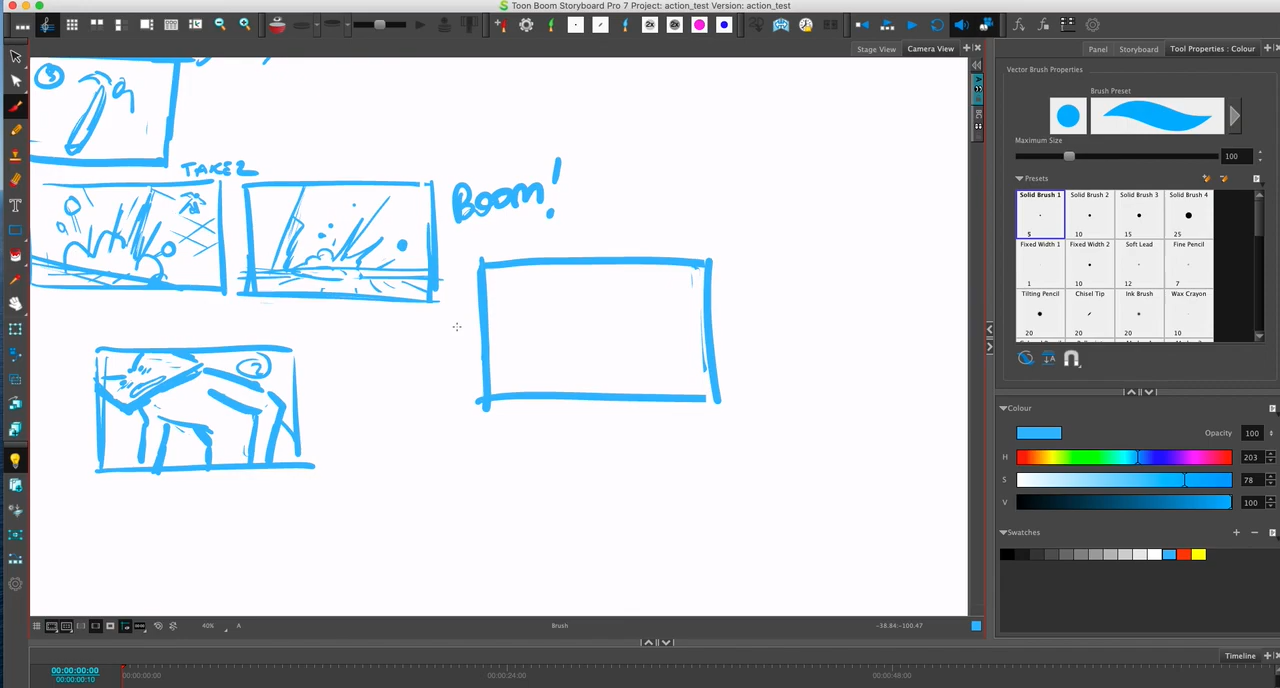 Toon Boom Storyboard Pro 7 Project: action_test Version: action_test
2x
2x
Stage View
Camera View
Panel
Storyboard
Tool Properties : Colour
Vector Brush Properties
Brush Preset
Maximum Size
100
Presets
Solid Brush 1
Solid Brush 2
Solid Brush 3
Solid Brush 4
5
10
15
25
Fixed Width 1
Fixed Width 2
Soft Lead
Fine Pencil
1
10
12
7
Tilting Pencil
Chisel Tip
Ink Brush
Wax Crayon
20
20
20
10
Colour
Opacity
100
H
203
S
78
V
100
Swatches
TAKE 2
BOOM!
2
40%
A
Brush
-38.84:-100.47
Timeline
00:00:00:00
00:00:00:10
00:00:00:00
00:00:24:00
00:00:48:00